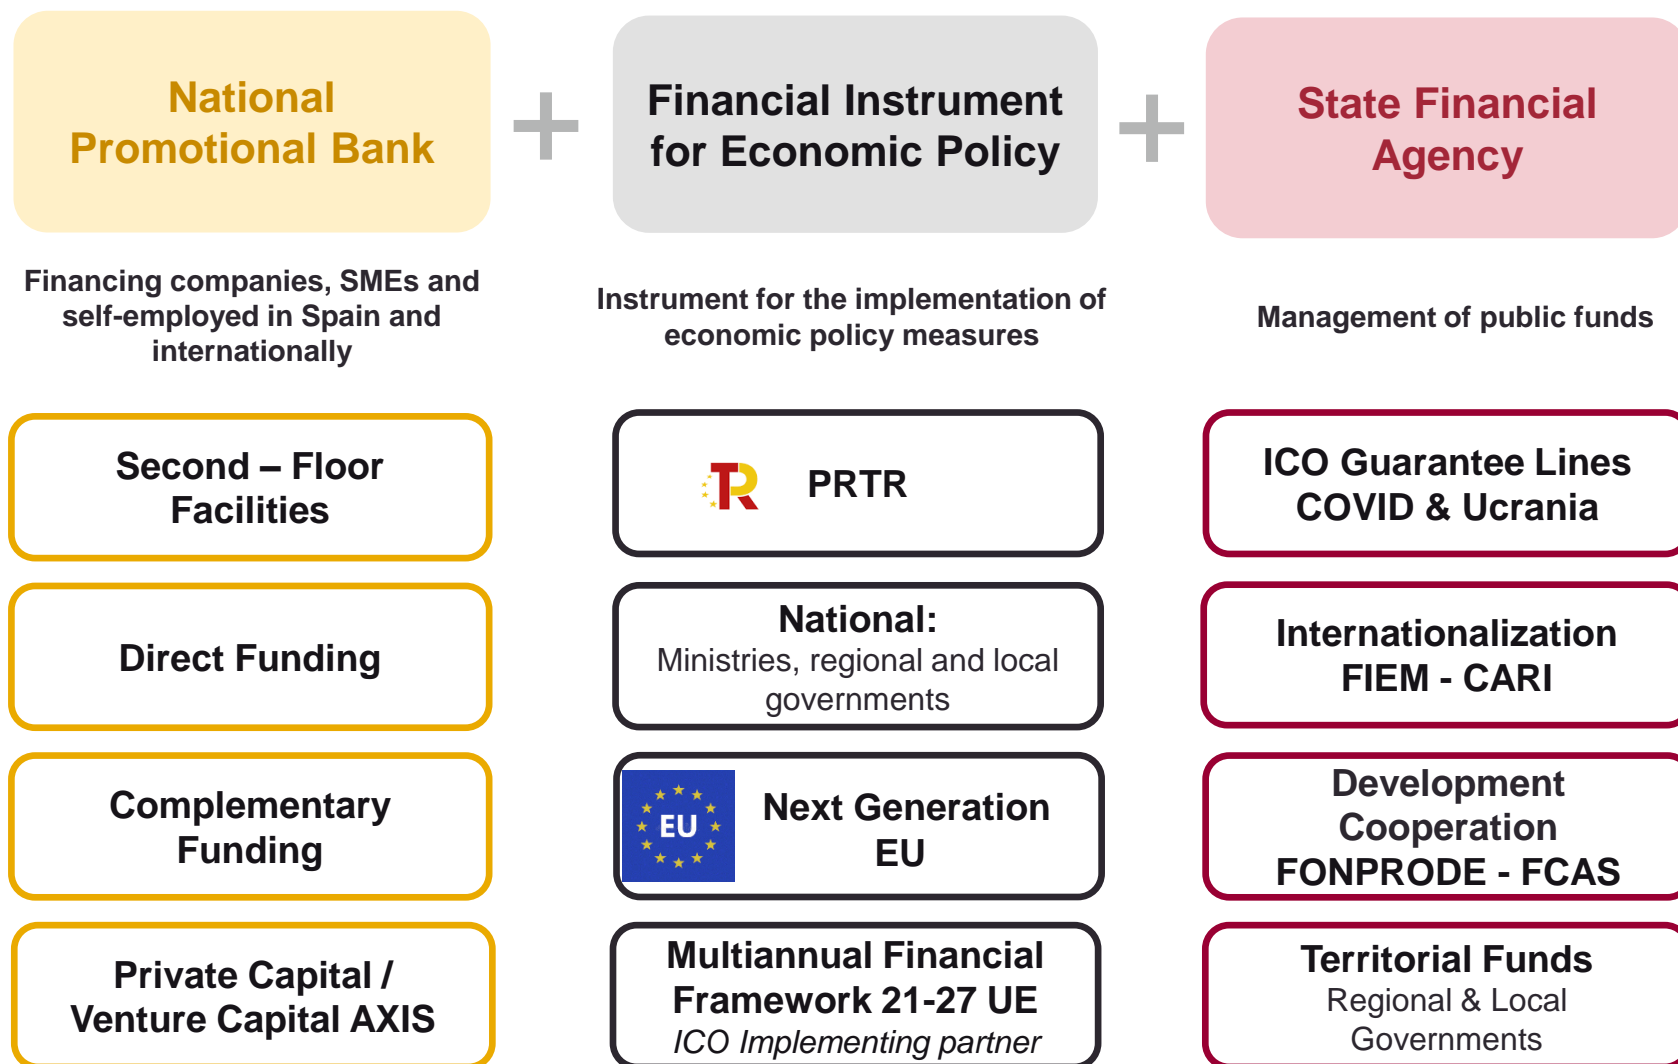 National
Promotional Bank
+
Financial Instrument
for Economic Policy
+
State Financial
Agency
Financing companies, SMEs and
self-employed in Spain and
internationally
Instrument for the implementation of
economic policy measures
Management of public funds
Second – Floor
Facilities
TR PRTR
ICO Guarantee Lines
COVID & Ucrania
Direct Funding
National:
Ministries, regional and local
governments
Internationalization
FIEM - CARI
Complementary
Funding
EU
Next Generation
EU
Development
Cooperation
FONPRODE - FCAS
Private Capital /
Venture Capital AXIS
Multiannual Financial
Framework 21-27 UE
ICO Implementing partner
Territorial Funds
Regional & Local
Governments